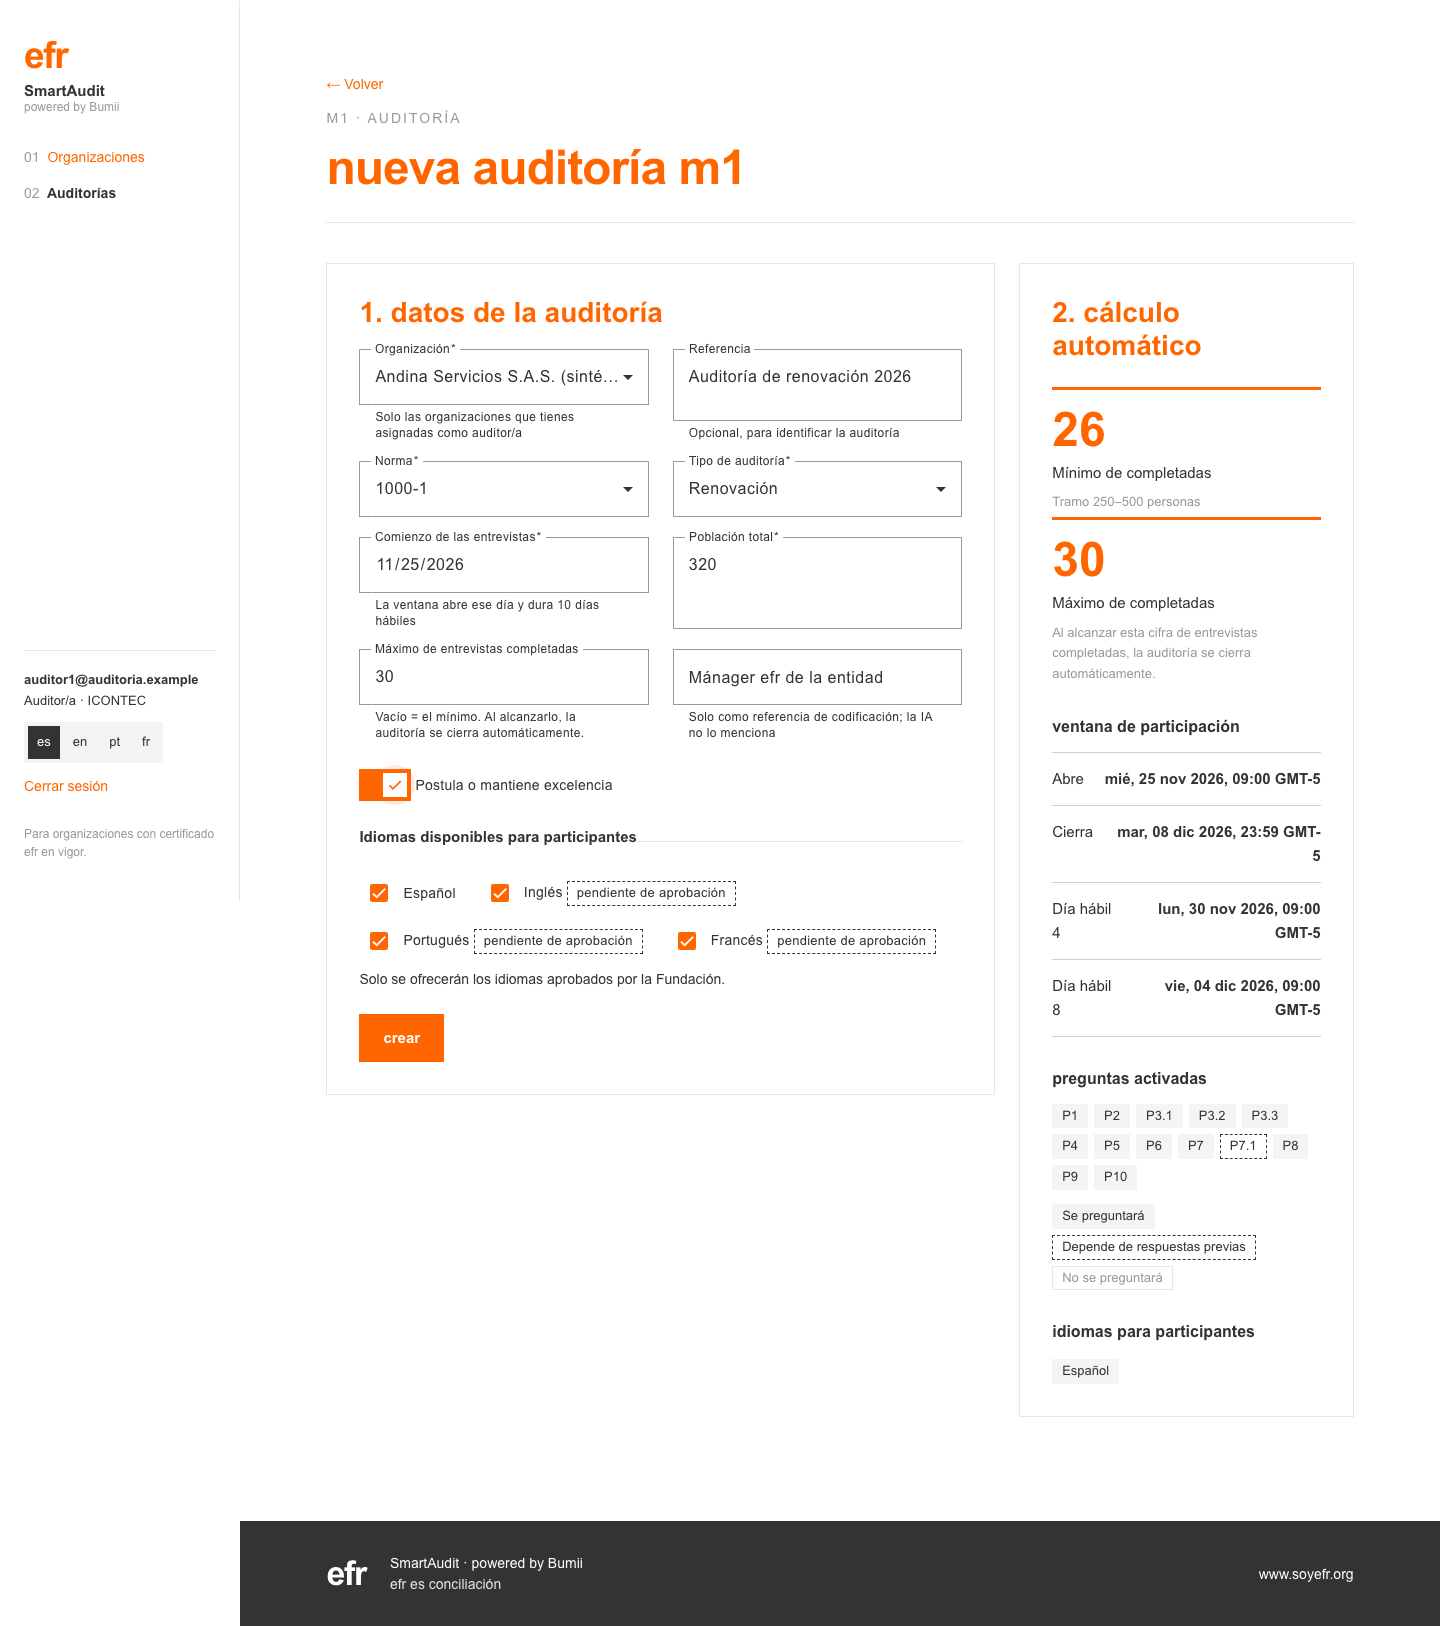 efr
SmartAudit
powered by Bumii
01 Organizaciones
02 Auditorías
auditor1@auditoria.example
Auditor/a · ICONTEC
es en pt fr
Cerrar sesión
Para organizaciones con certificado
efr en vigor.
← Volver
M1 · AUDITORÍA
nueva auditoría m1
1. datos de la auditoría
Organización*
Andina Servicios S.A.S. (sinté…
Solo las organizaciones que tienes
asignadas como auditor/a
Referencia
Auditoría de renovación 2026
Opcional, para identificar la auditoría
Norma*
1000-1
Tipo de auditoría*
Renovación
Comienzo de las entrevistas*
11/25/2026
La ventana abre ese día y dura 10 días
hábiles
Población total*
320
Máximo de entrevistas completadas
30
Vacío = el mínimo. Al alcanzarlo, la
auditoría se cierra automáticamente.
Mánager efr de la entidad
Solo como referencia de codificación; la IA
no lo menciona
Postula o mantiene excelencia
Idiomas disponibles para participantes
Español
Inglés pendiente de aprobación
Portugués pendiente de aprobación
Francés pendiente de aprobación
Solo se ofrecerán los idiomas aprobados por la Fundación.
crear
2. cálculo
automático
26
Mínimo de completadas
Tramo 250–500 personas
30
Máximo de completadas
Al alcanzar esta cifra de entrevistas
completadas, la auditoría se cierra
automáticamente.
ventana de participación
Abre mié, 25 nov 2026, 09:00 GMT-5
Cierra mar, 08 dic 2026, 23:59 GMT-
5
Día hábil lun, 30 nov 2026, 09:00
4 GMT-5
Día hábil vie, 04 dic 2026, 09:00
8 GMT-5
preguntas activadas
P1 P2 P3.1 P3.2 P3.3
P4 P5 P6 P7 P7.1 P8
P9 P10
Se preguntará
Depende de respuestas previas
No se preguntará
idiomas para participantes
Español
efr
SmartAudit · powered by Bumii
efr es conciliación
www.soyefr.org